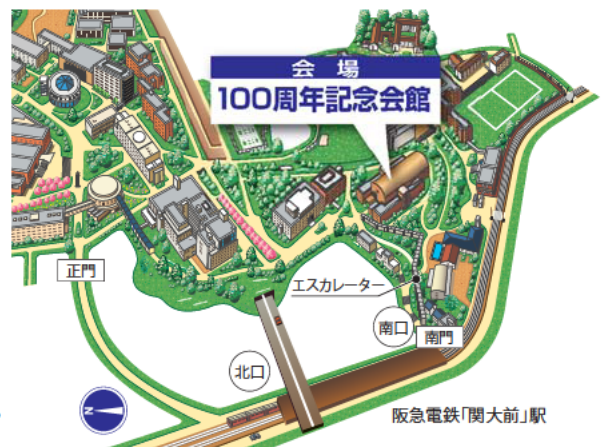 会場
100周年記念会館
正門
エスカレーター
南口
南門
北口
N
阪急電鉄「関大前」駅